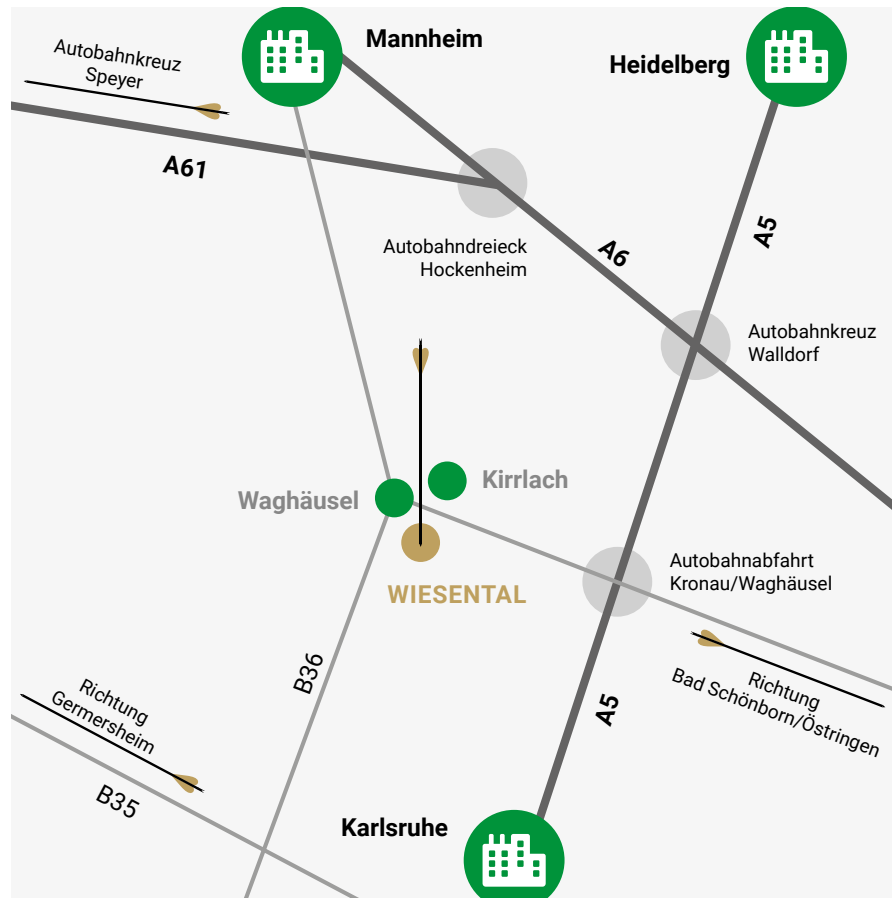 Mannheim
Heidelberg
Autobahnkreuz
Speyer
A61
A5
A6
Autobahndreieck
Hockenheim
Autobahnkreuz
Walldorf
Kirrlach
Waghäusel
WIESENTAL
Autobahnabfahrt
Kronau/Waghäusel
B36
Richtung
Germersheim
A5
Richtung
Bad Schönborn/Östringen
B35
Karlsruhe